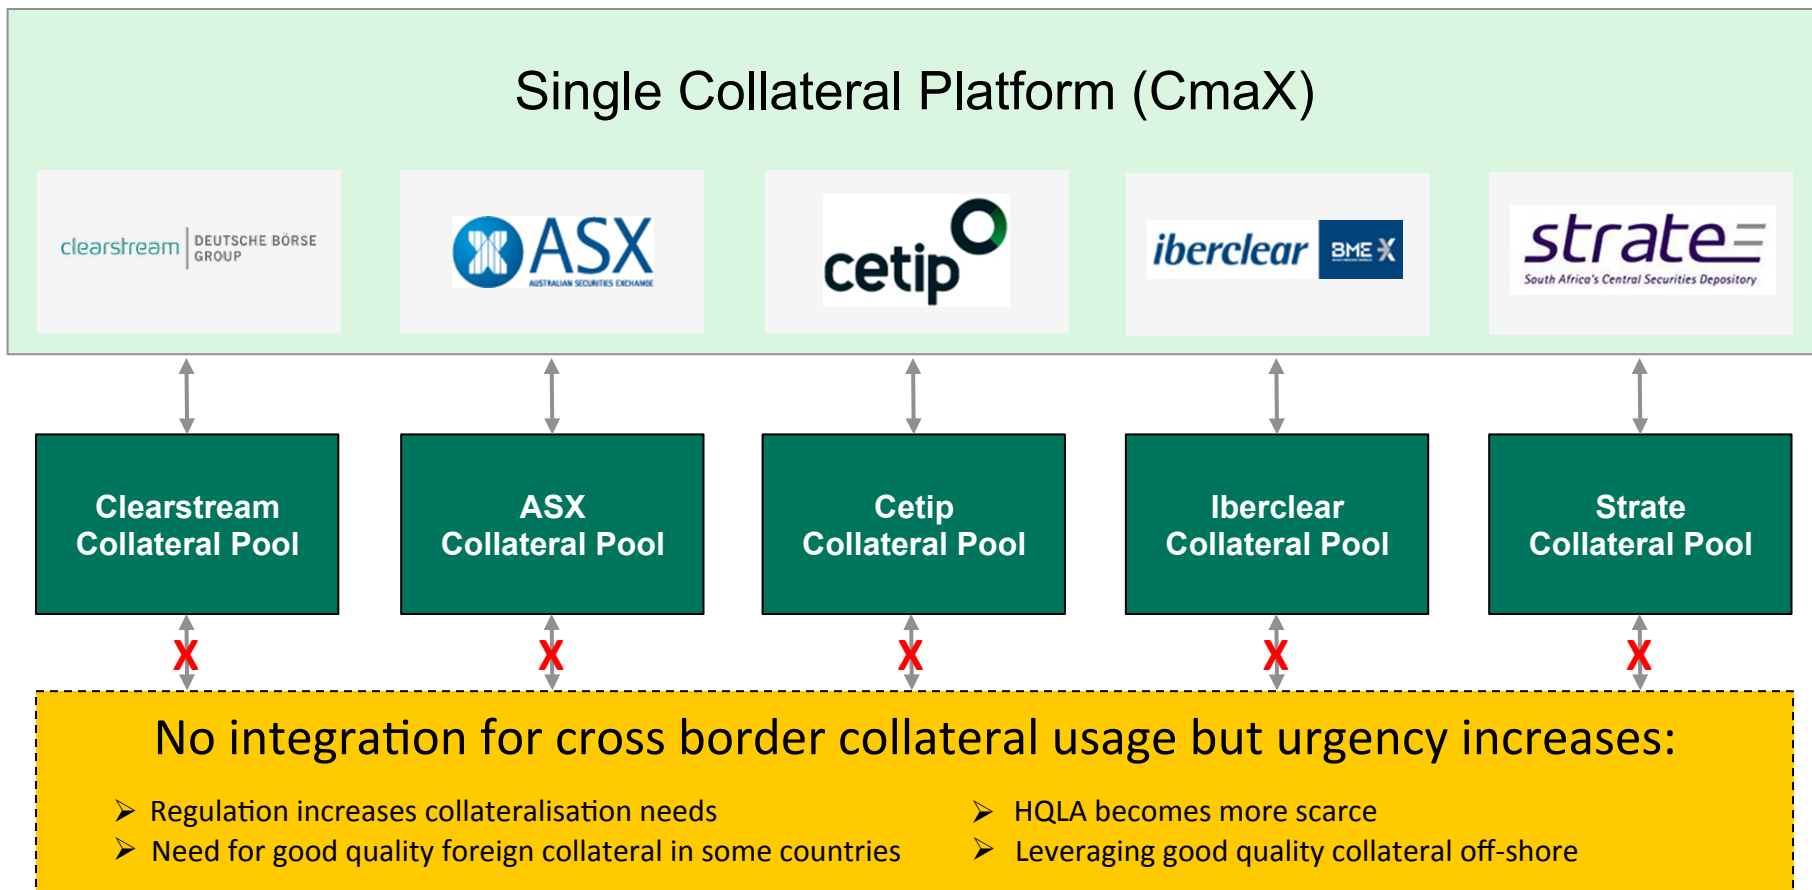 Single Collateral Platform (CmaX)
clearstream DEUTSCHE BÖRSE
GROUP
ASX
AUSTRALIAN SECURITIES EXCHANGE
cetip
iberclear BME X
strate
South Africa's Central Securities Depository
Clearstream
Collateral Pool
ASX
Collateral Pool
Cetip
Collateral Pool
Iberclear
Collateral Pool
Strate
Collateral Pool
X X X X X
No integration for cross border collateral usage but urgency increases:
➢ Regulation increases collateralisation needs
➢ Need for good quality foreign collateral in some countries
➢ HQLA becomes more scarce
➢ Leveraging good quality collateral off-shore